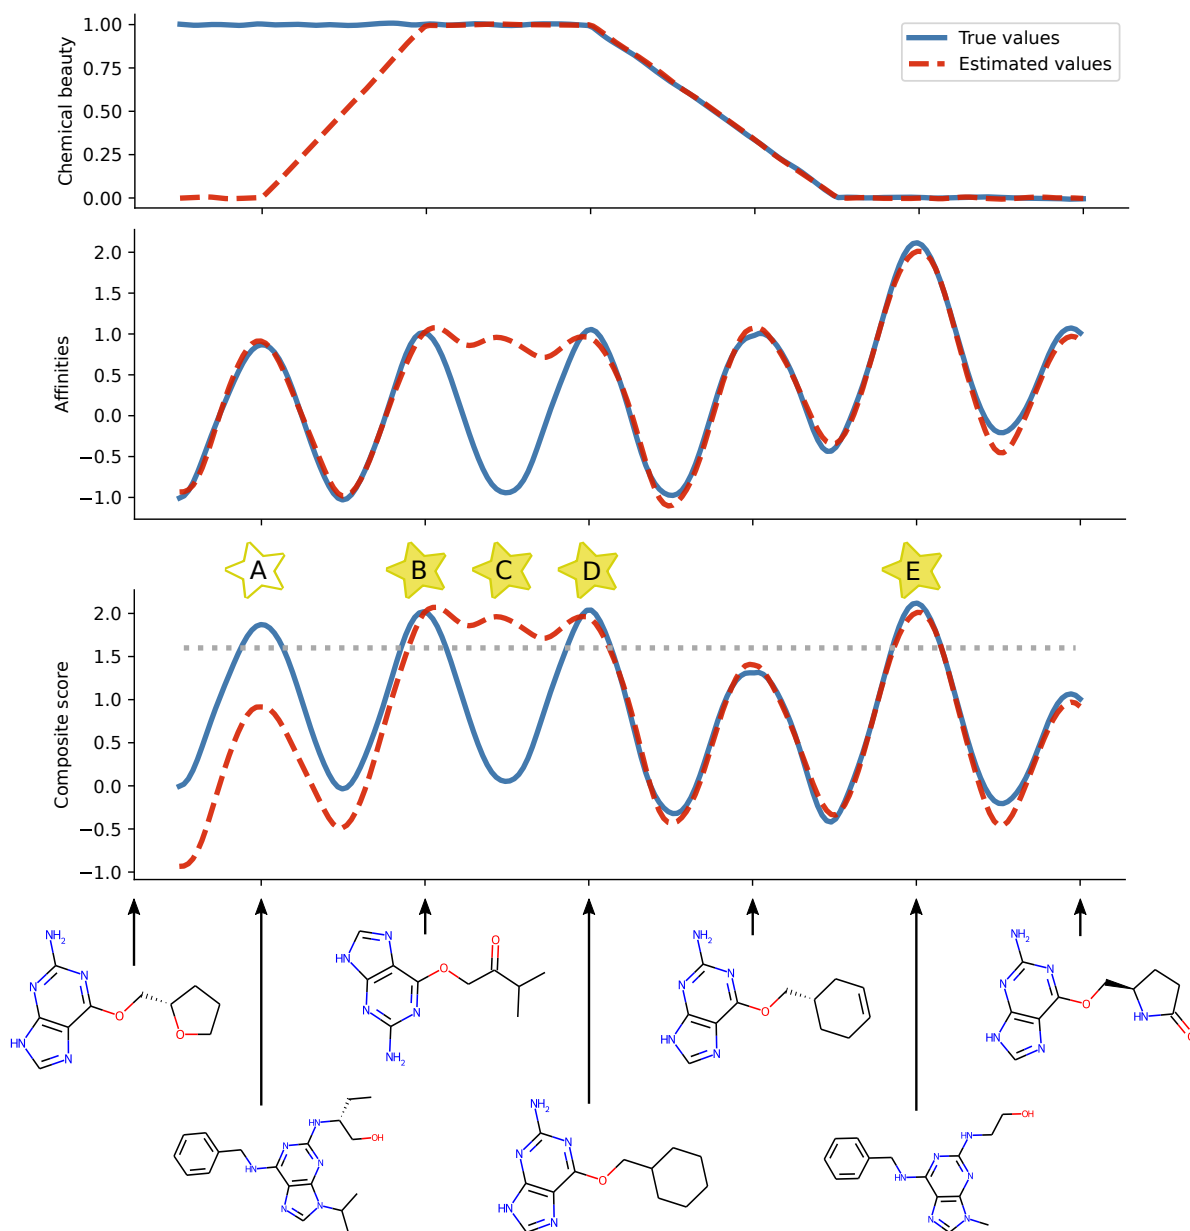 Chemical beauty
1.00
0.75
0.50
0.25
0.00
True values
Estimated values
Affinities
2.0
1.5
1.0
0.5
0.0
−0.5
−1.0
A
B
C
D
E
Composite score
2.0
1.5
1.0
0.5
0.0
−0.5
−1.0
NH2
N
N
HN
N
O
O
N
HN
N
N
NH2
O
O
NH2
N
N
HN
N
O
NH2
N
N
HN
N
O
HN
O
HN
OH
N
N
NH
N
N
NH2
N
N
HN
N
O
OH
HN
N
N
NH
N
N